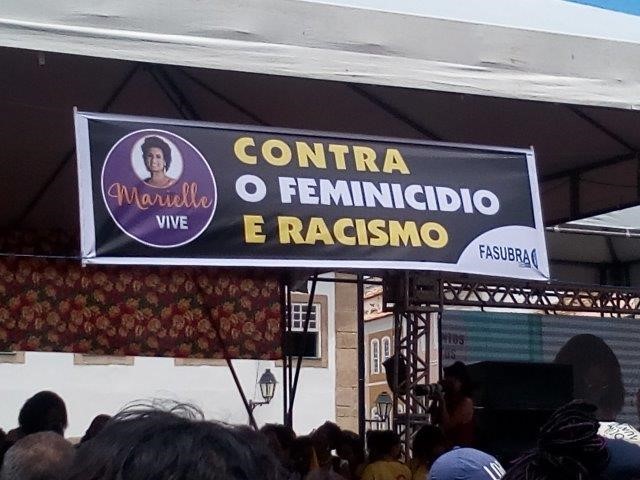 Marielle
VIVE
CONTRA
O FEMINICIDIO
E RACISMO
FASUBRA